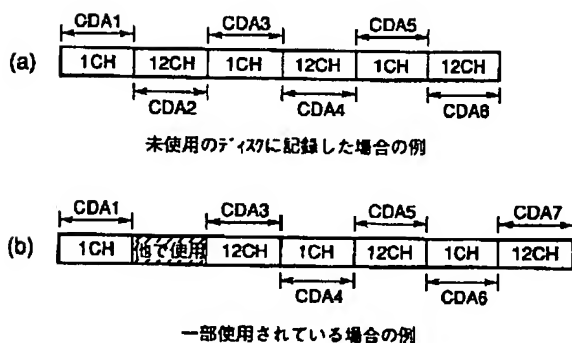 CDA1 CDA3 CDA5
(a) 1CH 12CH 1CH 12CH 1CH 12CH
CDA2 CDA4 CDA6
未使用のディスクに記録した場合の例
CDA1 CDA3 CDA5 CDA7
(b) 1CH 他で使用 12CH 1CH 12CH 1CH 12CH
CDA4 CDA6
一部使用されている場合の例